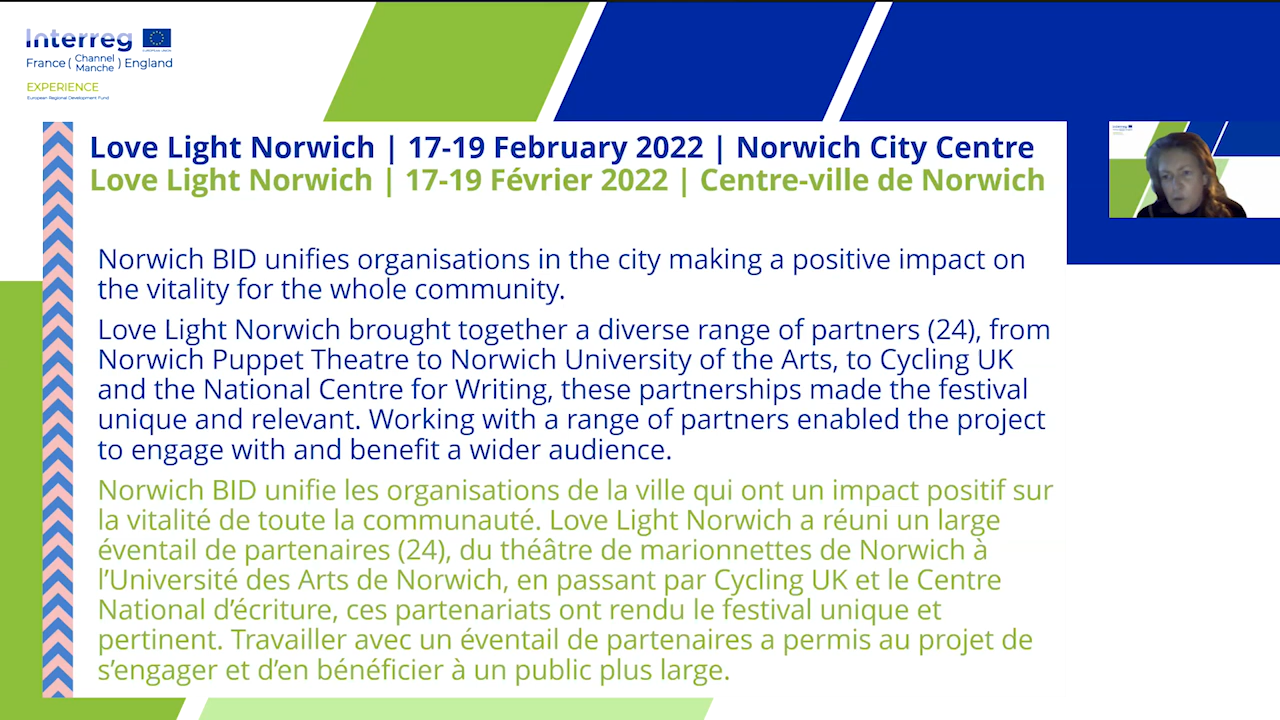 Interreg
EUROPEAN UNION
France ( Channel Manche ) England
EXPERIENCE
European Regional Development Fund
Love Light Norwich | 17-19 February 2022 | Norwich City Centre
Love Light Norwich | 17-19 Février 2022 | Centre-ville de Norwich
Norwich BID unifies organisations in the city making a positive impact on
the vitality for the whole community.
Love Light Norwich brought together a diverse range of partners (24), from
Norwich Puppet Theatre to Norwich University of the Arts, to Cycling UK
and the National Centre for Writing, these partnerships made the festival
unique and relevant. Working with a range of partners enabled the project
to engage with and benefit a wider audience.
Norwich BID unifie les organisations de la ville qui ont un impact positif sur
la vitalité de toute la communauté. Love Light Norwich a réuni un large
éventail de partenaires (24), du théâtre de marionnettes de Norwich à
l’Université des Arts de Norwich, en passant par Cycling UK et le Centre
National d’écriture, ces partenariats ont rendu le festival unique et
pertinent. Travailler avec un éventail de partenaires a permis au projet de
s’engager et d’en bénéficier à un public plus large.